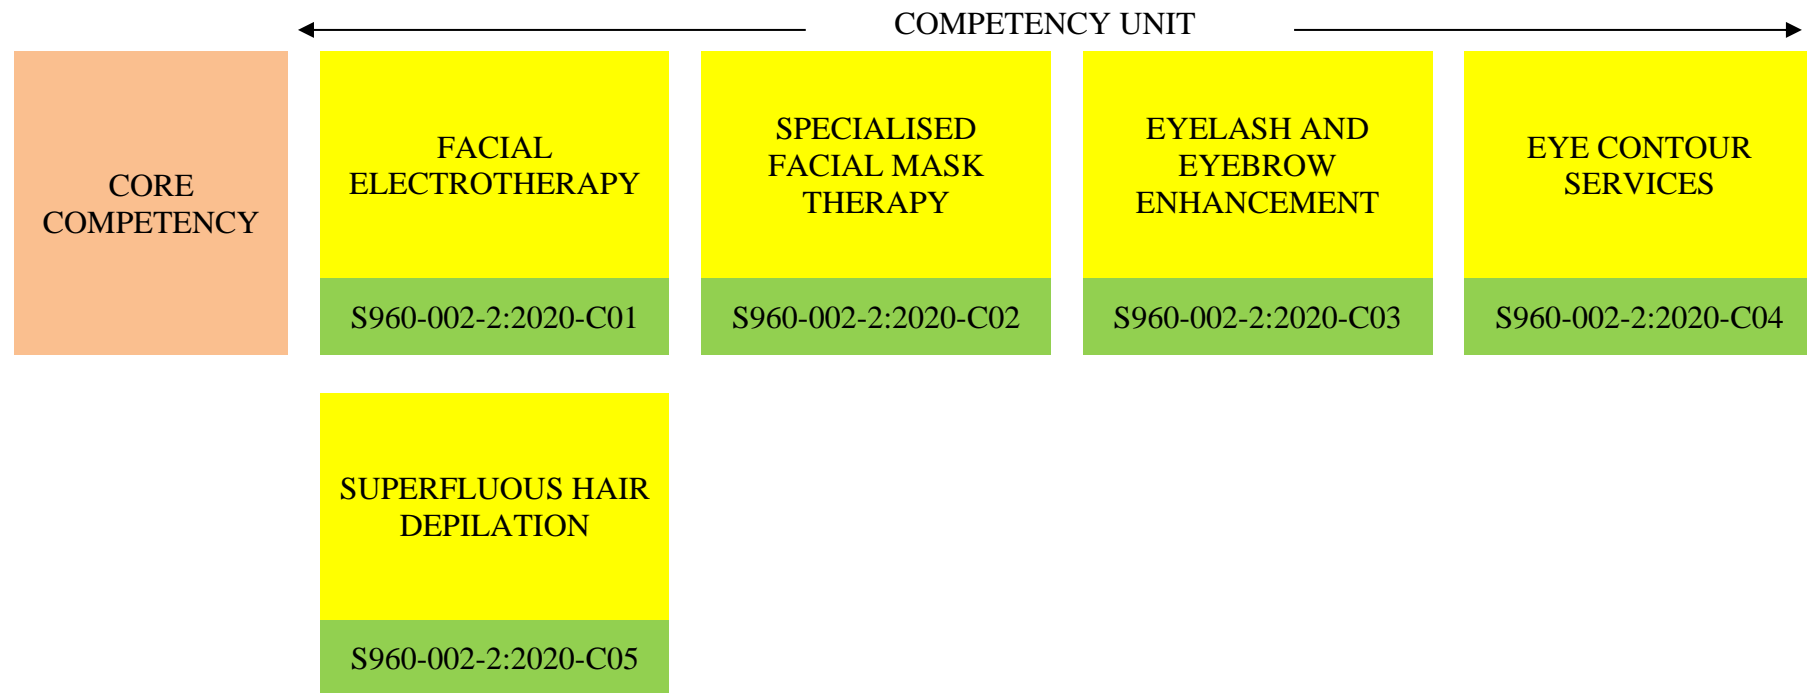 COMPETENCY UNIT
CORE
COMPETENCY
FACIAL
ELECTROTHERAPY
S960-002-2:2020-C01
SPECIALISED
FACIAL MASK
THERAPY
S960-002-2:2020-C02
EYELASH AND
EYEBROW
ENHANCEMENT
S960-002-2:2020-C03
EYE CONTOUR
SERVICES
S960-002-2:2020-C04
SUPERFLUOUS HAIR
DEPILATION
S960-002-2:2020-C05